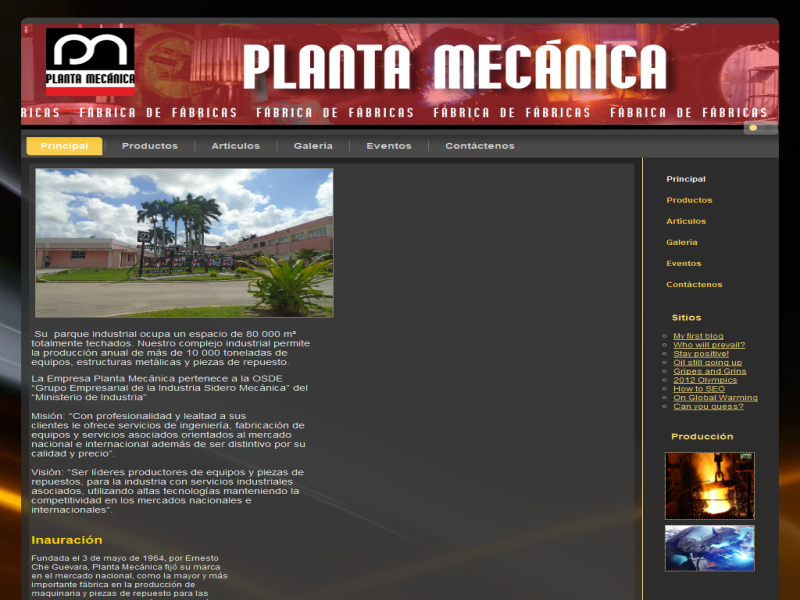 PLANTA MECÁNICA
PLANTA MECÁNICA
RICAS FÁBRICA DE FÁBRICAS FÁBRICA DE FÁBRICAS FÁBRICA DE FÁBRICAS FÁBRICA DE FÁBRICAS
Principal Productos Artículos Galería Eventos Contáctenos
Su parque industrial ocupa un espacio de 80 000 m²
totalmente techados. Nuestro complejo industrial permite
la producción anual de más de 10 000 toneladas de
equipos, estructuras metálicas y piezas de repuesto.
La Empresa Planta Mecánica pertenece a la OSDE
“Grupo Empresarial de la Industria Sidero Mecánica” del
“Ministerio de Industria”
Misión: “Con profesionalidad y lealtad a sus
clientes le ofrece servicios de ingeniería, fabricación de
equipos y servicios asociados orientados al mercado
nacional e internacional además de ser distintivo por su
calidad y precio”.
Visión: “Ser líderes productores de equipos y piezas de
repuestos, para la industria con servicios industriales
asociados, utilizando altas tecnologías manteniendo la
competitividad en los mercados nacionales e
internacionales”.
Inauración
Fundada el 3 de mayo de 1964, por Ernesto
Che Guevara, Planta Mecánica fijó su marca
en el mercado nacional, como la mayor y más
importante fábrica en la producción de
maquinaria y piezas de repuesto para las
Principal
Productos
Artículos
Galería
Eventos
Contáctenos
Sitios
My first blog
Who will prevail?
Stay positive!
Oil still going up
Gripes and Grins
2012 Olympics
How to SEO
On Global Warming
Can you guess?
Producción